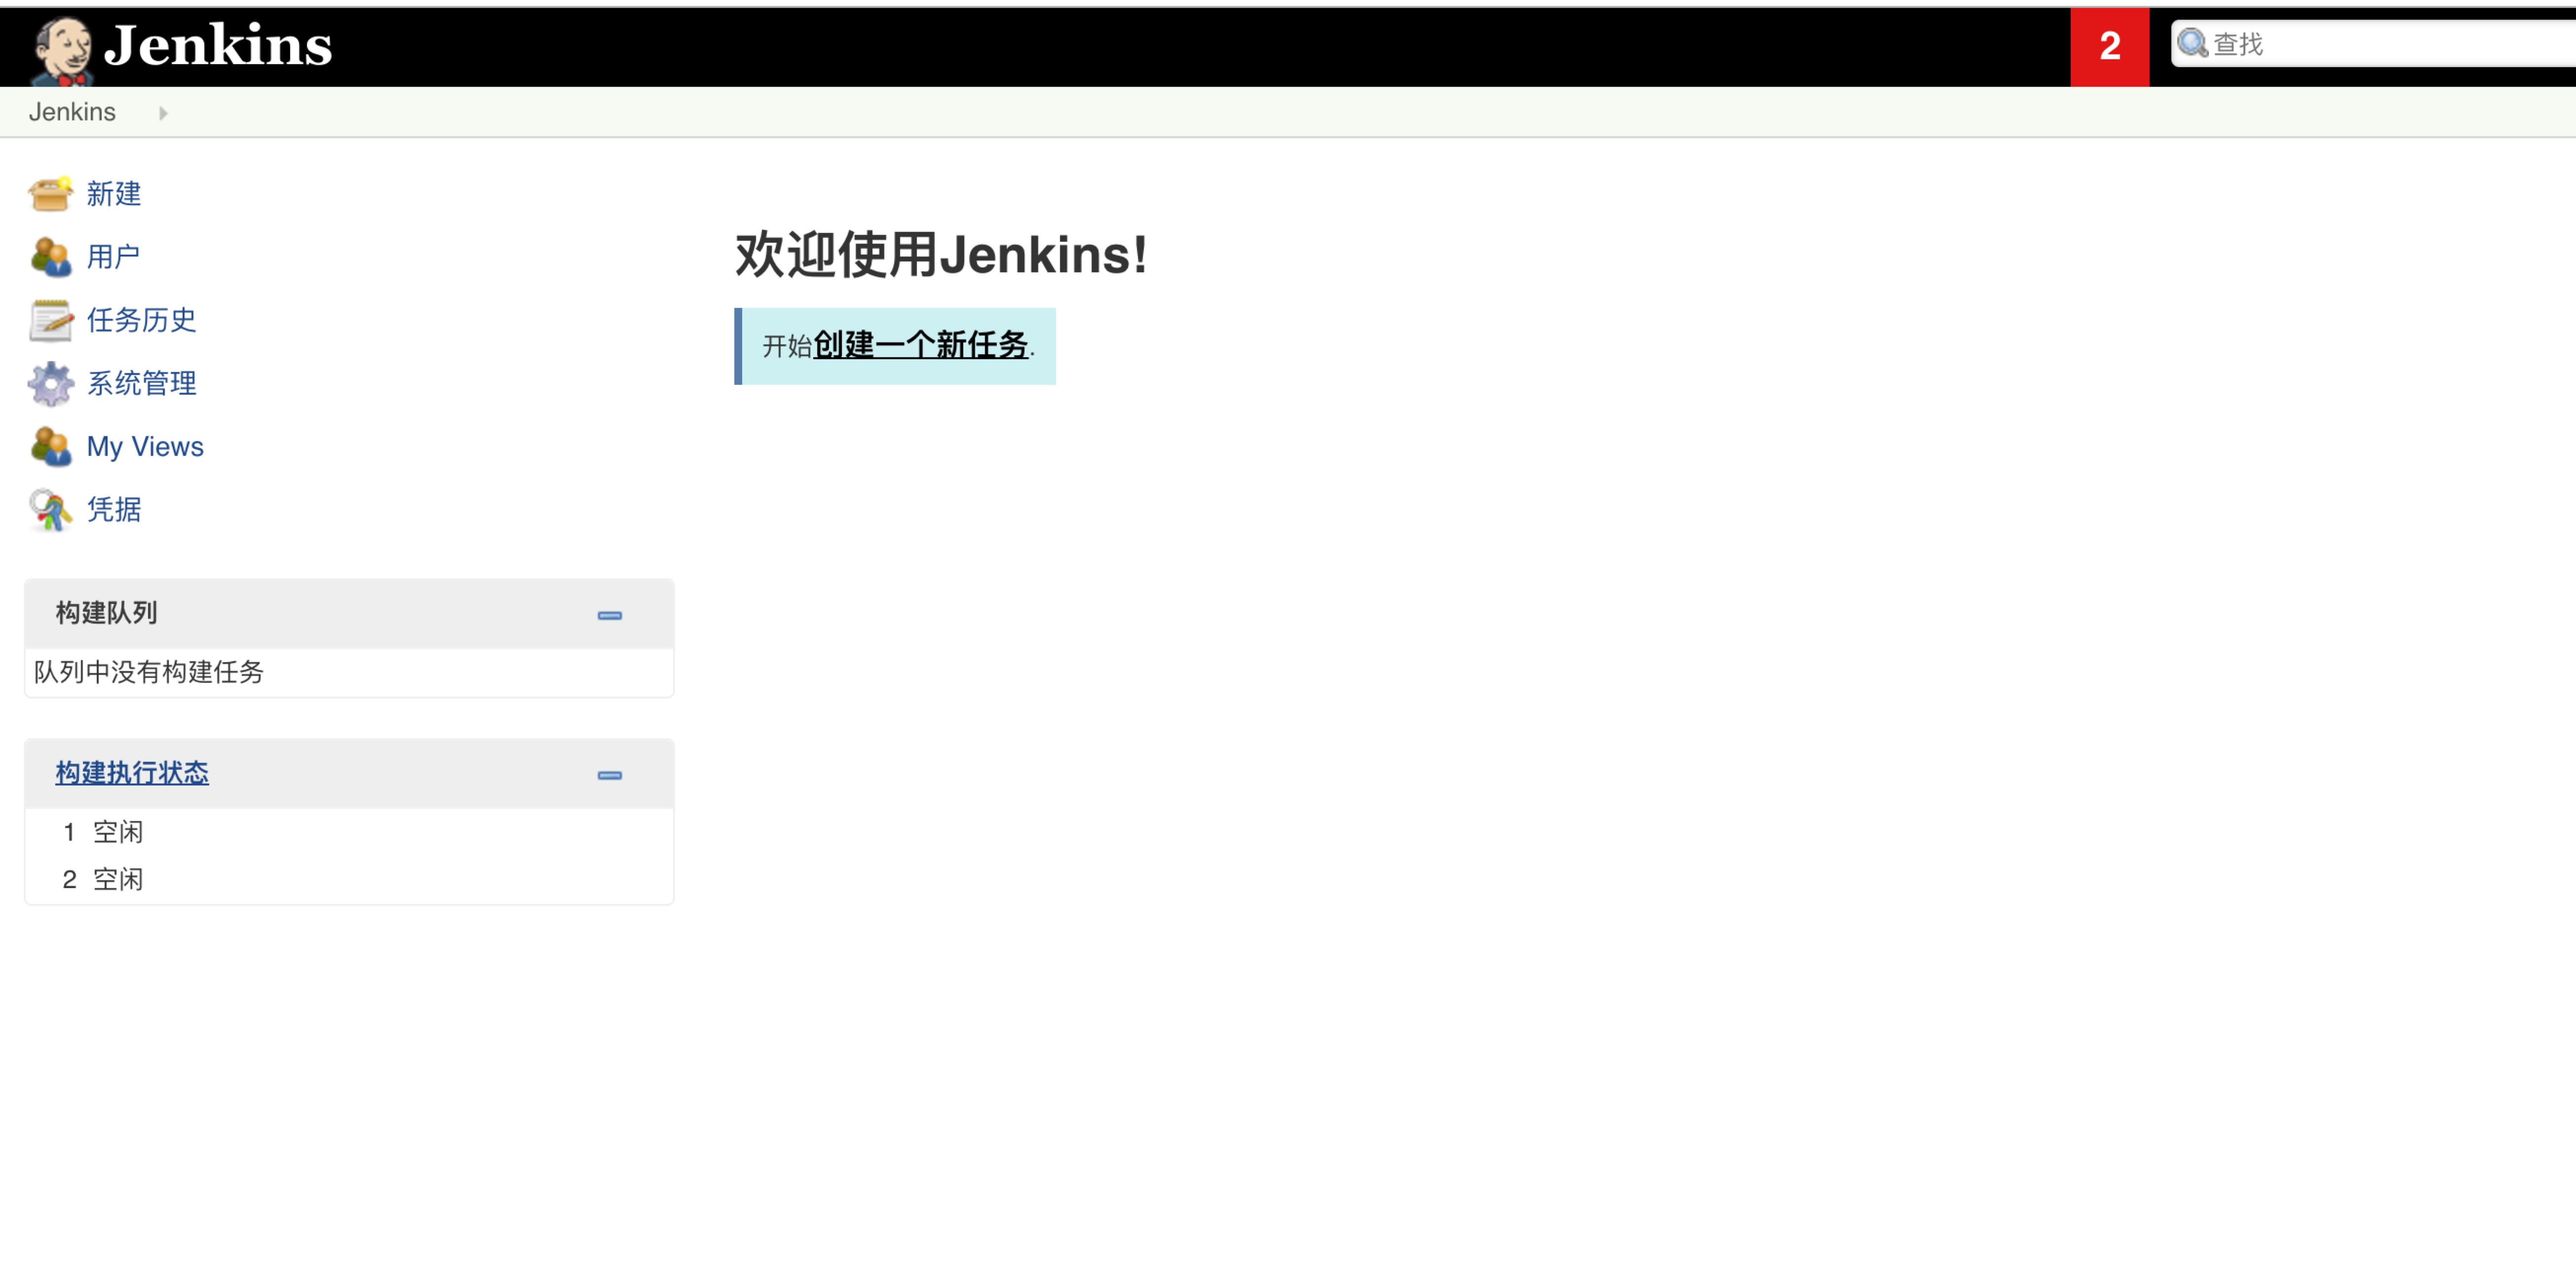 Jenkins
2
查找
Jenkins
新建
用户
任务历史
系统管理
My Views
凭据
构建队列
队列中没有构建任务
构建执行状态
1 空闲
2 空闲
欢迎使用Jenkins!
开始创建一个新任务.